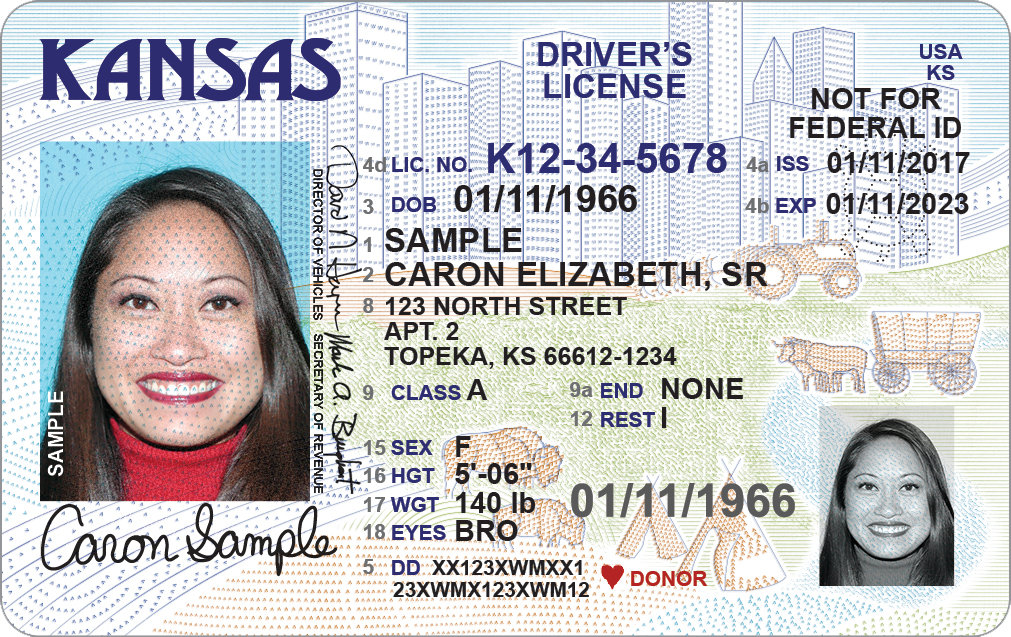 KANSAS
DRIVER'S
LICENSE
USA
KS
NOT FOR
FEDERAL ID
4d LIC. NO. K12-34-5678
4a ISS 01/11/2017
3 DOB 01/11/1966
4b EXP 01/11/2023
1 SAMPLE
2 CARON ELIZABETH, SR
8 123 NORTH STREET
APT. 2
TOPEKA, KS 66612-1234
9 CLASS A
9a END NONE
12 REST I
15 SEX F
16 HGT 5'-06"
17 WGT 140 lb
18 EYES BRO
01/11/1966
5 DD XX123XWMXX1
23XWMX123XWM12
DONOR
SAMPLE
DIRECTOR OF VEHICLES SECRETARY OF REVENUE
Caron Sample